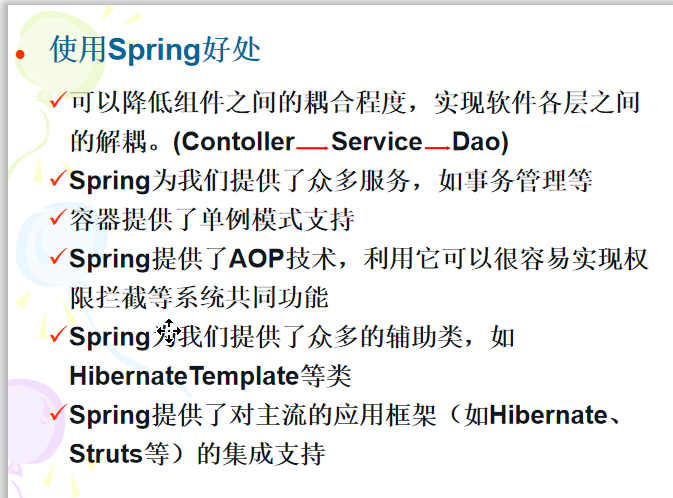 使用Spring好处
可以降低组件之间的耦合程度，实现软件各层之间
的解耦。(Contoller Service Dao)
Spring为我们提供了众多服务，如事务管理等
容器提供了单例模式支持
Spring提供了AOP技术，利用它可以很容易实现权
限拦截等系统共同功能
Spring为我们提供了众多的辅助类，如
HibernateTemplate等类
Spring提供了对主流的应用框架（如Hibernate、
Struts等）的集成支持